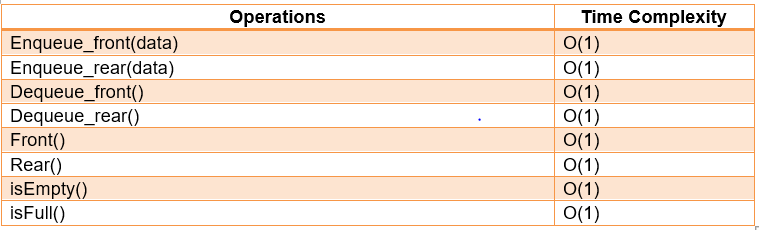 Operations Time Complexity
Enqueue_front(data) O(1)
Enqueue_rear(data) O(1)
Dequeue_front() O(1)
Dequeue_rear() O(1)
Front() O(1)
Rear() O(1)
isEmpty() O(1)
isFull() O(1)